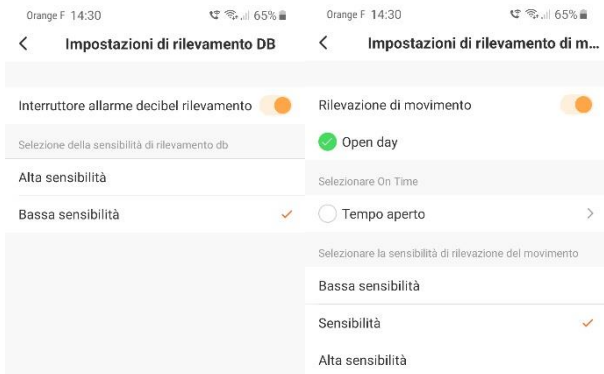 Orange F 14:30
65%
Impostazioni di rilevamento DB
Interruttore allarme decibel rilevamento
Selezione della sensibilità di rilevamento db
Alta sensibilità
Bassa sensibilità
Orange F 14:30
65%
Impostazioni di rilevamento di m...
Rilevazione di movimento
Open day
Selezionare On Time
Tempo aperto
Selezionare la sensibilità di rilevazione del movimento
Bassa sensibilità
Sensibilità
Alta sensibilità